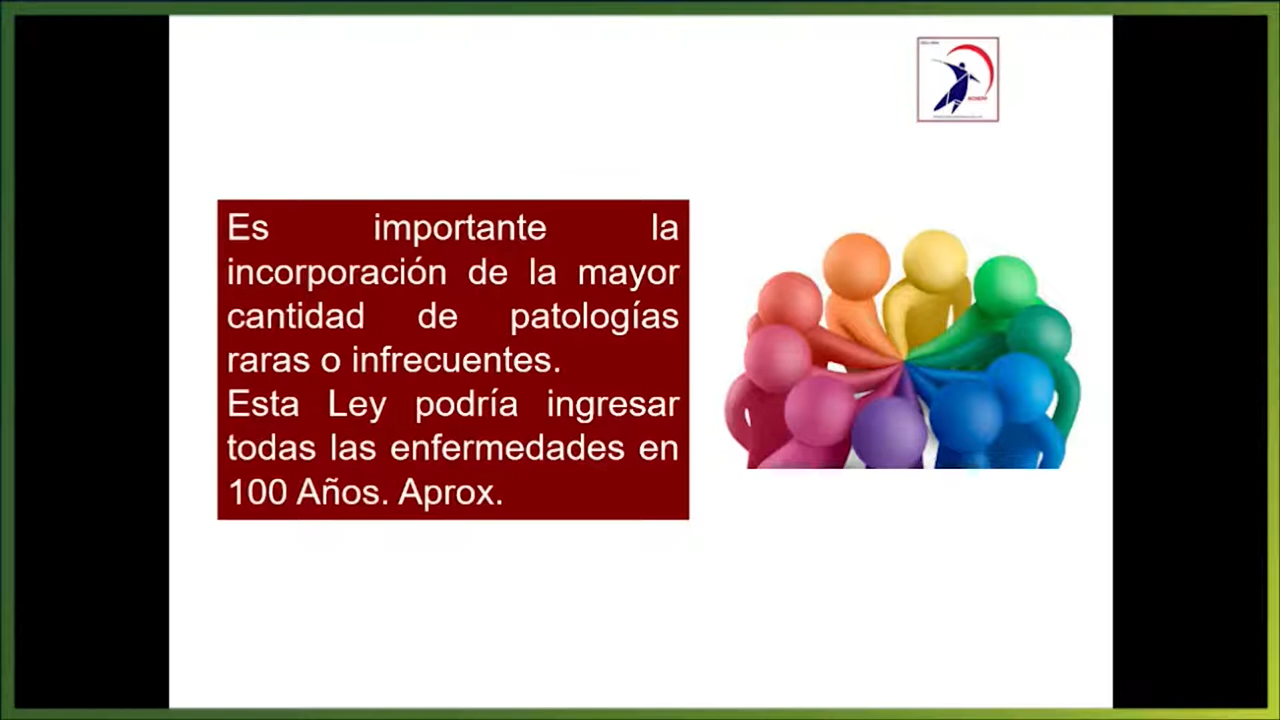 Es importante la
incorporación de la mayor
cantidad de patologías
raras o infrecuentes.
Esta Ley podría ingresar
todas las enfermedades en
100 Años. Aprox.